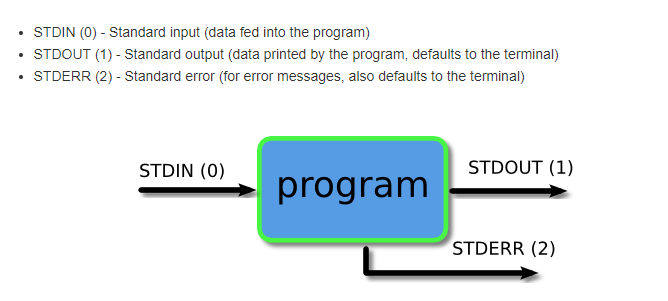 STDIN (0) - Standard input (data fed into the program)
STDOUT (1) - Standard output (data printed by the program, defaults to the terminal)
STDERR (2) - Standard error (for error messages, also defaults to the terminal)
STDIN (0)
program
STDOUT (1)
STDERR (2)